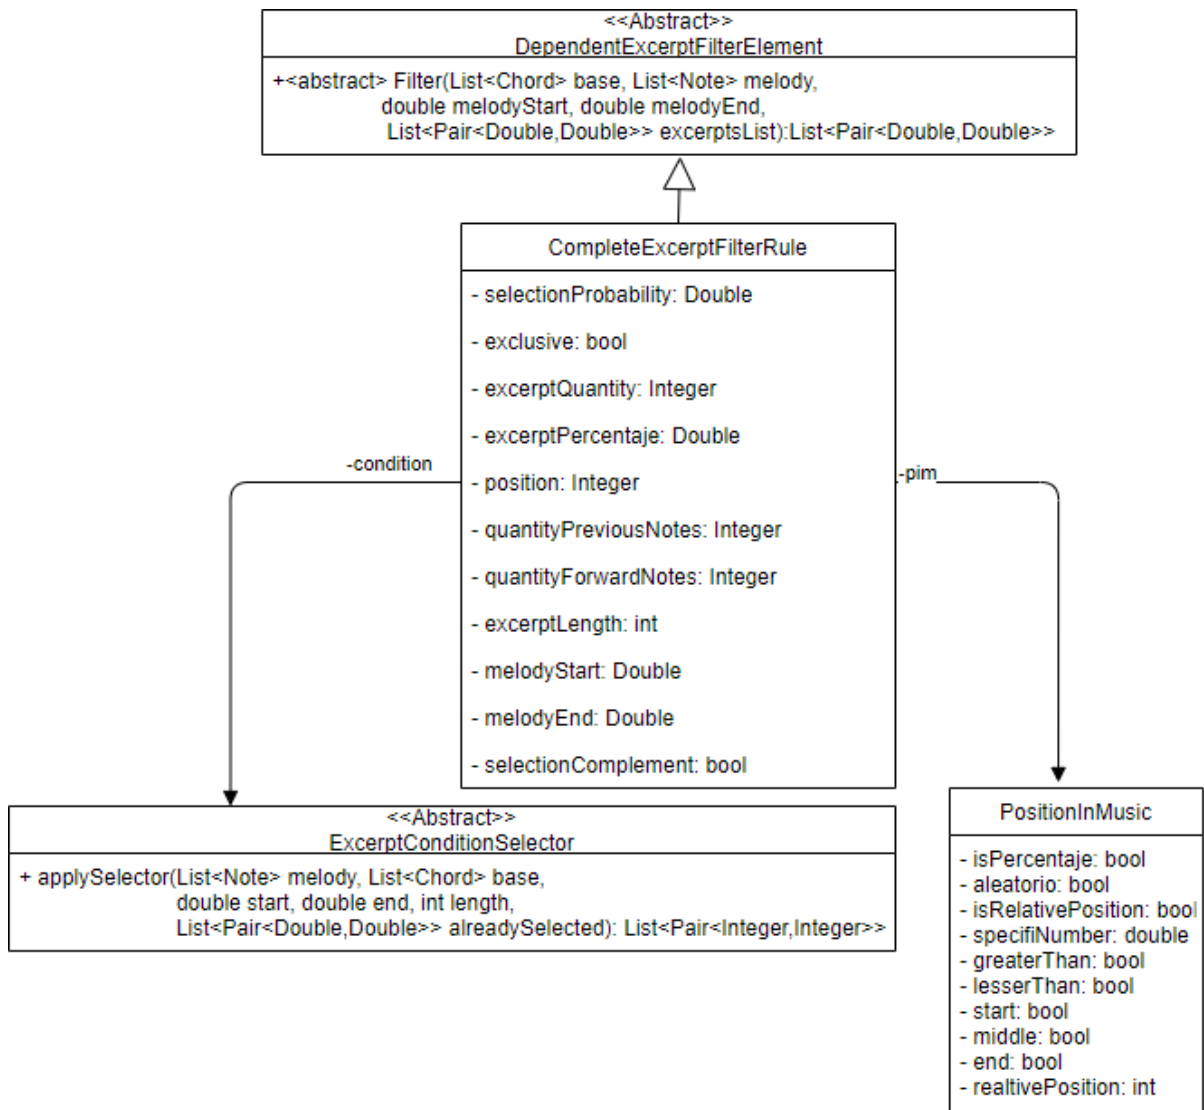 <<Abstract>>
DependentExcerptFilterElement
+<abstract> Filter(List<Chord> base, List<Note> melody,
double melodyStart, double melodyEnd,
List<Pair<Double,Double>> excerptsList):List<Pair<Double,Double>>
CompleteExcerptFilterRule
- selectionProbability: Double
- exclusive: bool
- excerptQuantity: Integer
- excerptPercentaje: Double
- position: Integer
- quantityPreviousNotes: Integer
- quantityForwardNotes: Integer
- excerptLength: int
- melodyStart: Double
- melodyEnd: Double
- selectionComplement: bool
-condition
-pim
<<Abstract>>
ExcerptConditionSelector
+ applySelector(List<Note> melody, List<Chord> base,
double start, double end, int length,
List<Pair<Double,Double>> alreadySelected): List<Pair<Integer,Integer>>
PositionInMusic
- isPercentaje: bool
- aleatorio: bool
- isRelativePosition: bool
- specifiNumber: double
- greaterThan: bool
- lesserThan: bool
- start: bool
- middle: bool
- end: bool
- realtivePosition: int